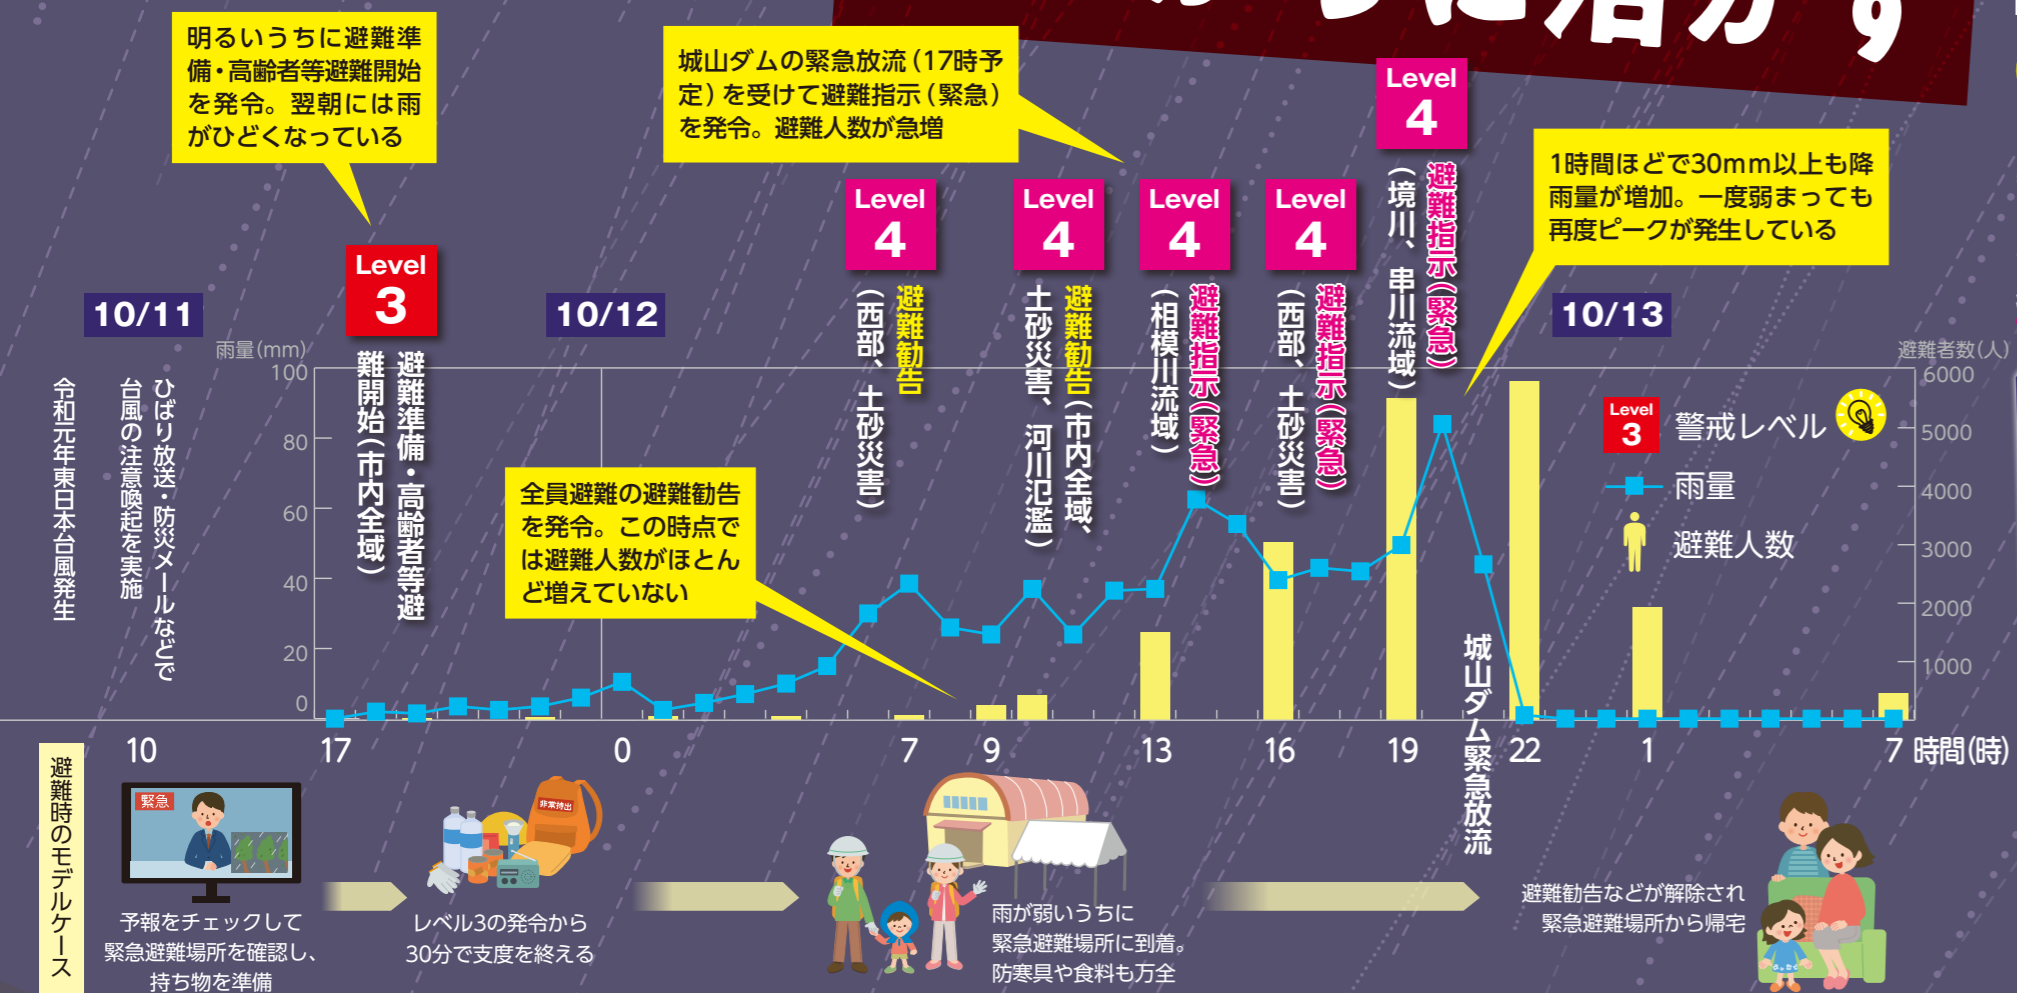 に活かす
明るいうちに避難準
備・高齢者等避難開始
を発令。翌朝には雨
がひどくなっている
城山ダムの緊急放流(17時予
定)を受けて避難指示(緊急)
を発令。避難人数が急増
1時間ほどで30mm以上も降
雨量が増加。一度弱まっても
再度ピークが発生している
全員避難の避難勧告
を発令。この時点で
は避難人数がほとん
ど増えていない
10/11
令和元年東日本台風発生
ひばり放送・防災メールなどで
台風の注意喚起を実施
Level
3
避難準備・高齢者等避
難開始(市内全域)
10/12
Level
4
避難勧告
(西部、土砂災害)
Level
4
避難勧告(市内全域、
土砂災害、河川氾濫)
Level
4
避難指示(緊急)
(相模川流域)
Level
4
避難指示(緊急)
(西部、土砂災害)
Level
4
避難指示(緊急)
(境川、串川流域)
10/13
城山ダム緊急放流
雨量(mm)
100
80
60
40
20
0
避難者数(人)
6000
5000
4000
3000
2000
1000
Level
3
警戒レベル
雨量
避難人数
10
17
0
7
9
13
16
19
22
1
7
時間(時)
避難時のモデルケース
緊急
予報をチェックして
緊急避難場所を確認し、
持ち物を準備
非常持出
レベル3の発令から
30分で支度を終える
雨が弱いうちに
緊急避難場所に到着。
防寒具や食料も万全
避難勧告などが解除され
緊急避難場所から帰宅